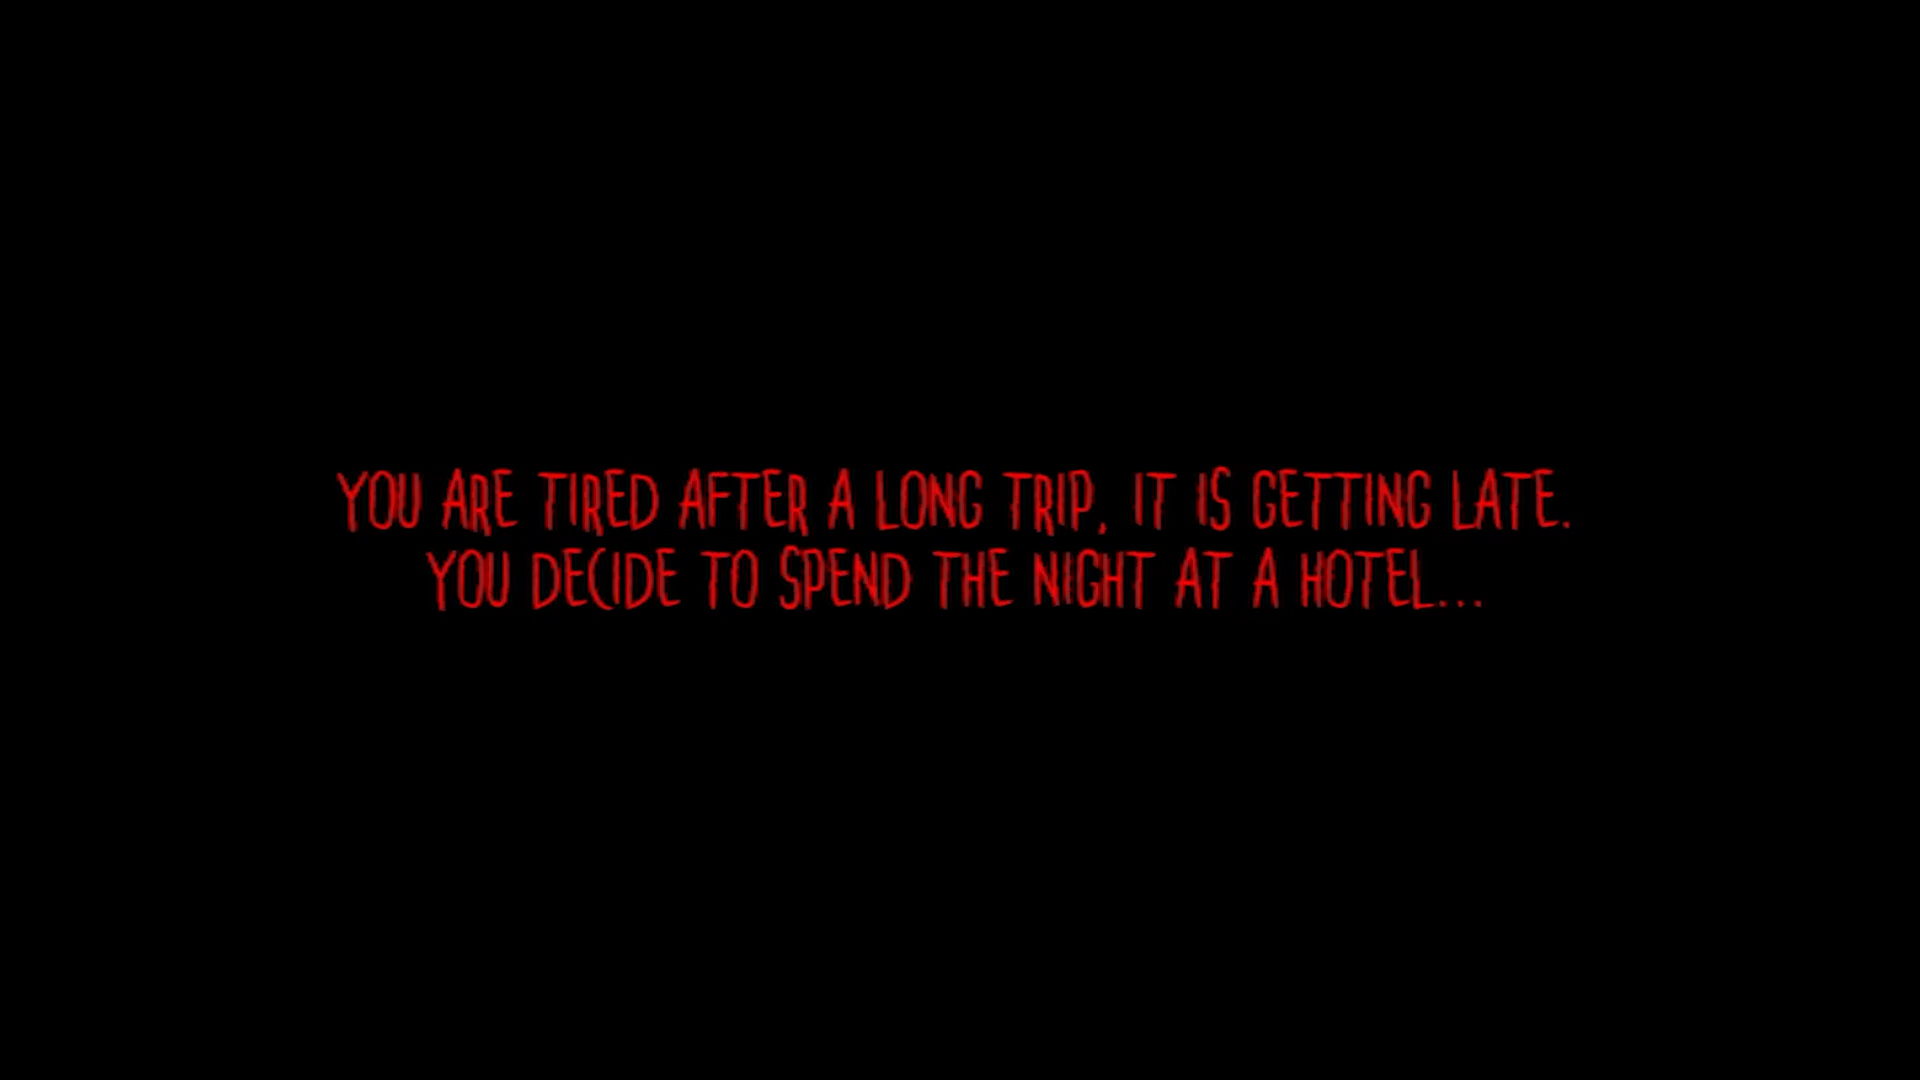 YOU ARE TIRED AFTER A LONG TRIP, IT IS GETTING LATE.
YOU DECIDE TO SPEND THE NIGHT AT A HOTEL...